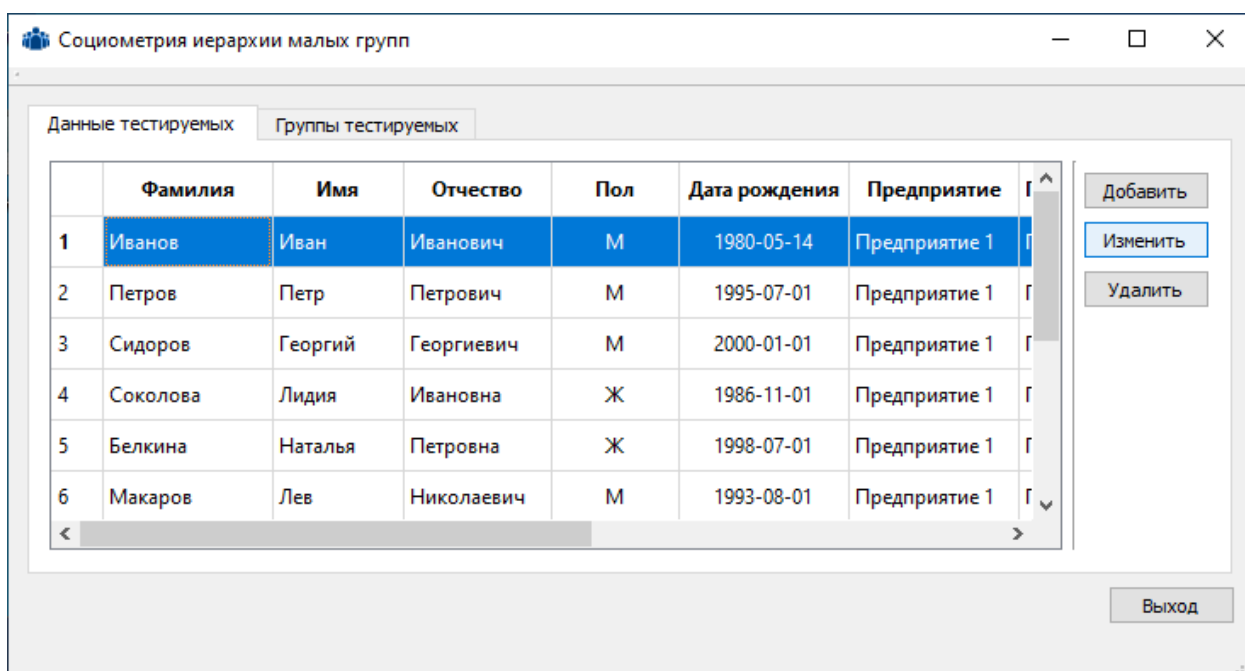 Социометрия иерархии малых групп
Данные тестируемых Группы тестируемых
Фамилия Имя Отчество Пол Дата рождения Предприятие
1 Иванов Иван Иванович М 1980-05-14 Предприятие 1
2 Петров Петр Петрович М 1995-07-01 Предприятие 1
3 Сидоров Георгий Георгиевич М 2000-01-01 Предприятие 1
4 Соколова Лидия Ивановна Ж 1986-11-01 Предприятие 1
5 Белкина Наталья Петровна Ж 1998-07-01 Предприятие 1
6 Макаров Лев Николаевич М 1993-08-01 Предприятие 1
Добавить
Изменить
Удалить
Выход